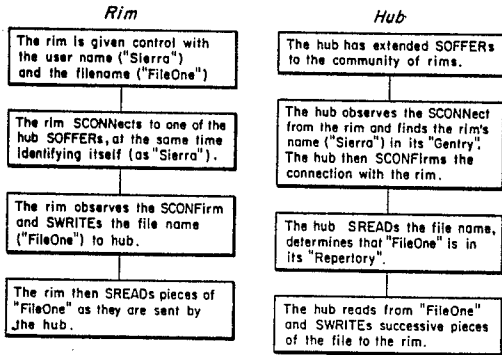 Rim
The rim is given control with
the user name ("Sierra")
and the filename ("FileOne")
The rim SCONNects to one of the
hub SOFFERs, at the same time
identifying itself (as "Sierra").
The rim observes the SCONFirm
and SWRITEs the file name
("FileOne") to hub.
The rim then SREADs pieces of
"FileOne" as they are sent by
the hub.
Hub
The hub has extended SOFFERs
to the community of rims.
The hub observes the SCONNect
from the rim and finds the rim's
name ("Sierra") in its "Gentry".
The hub then SCONFIrms the
connection with the rim.
The hub SREADs the file name,
determines that "FileOne" is in
its "Repertory".
The hub reads from "FileOne"
and SWRITEs successive pieces
of the file to the rim.